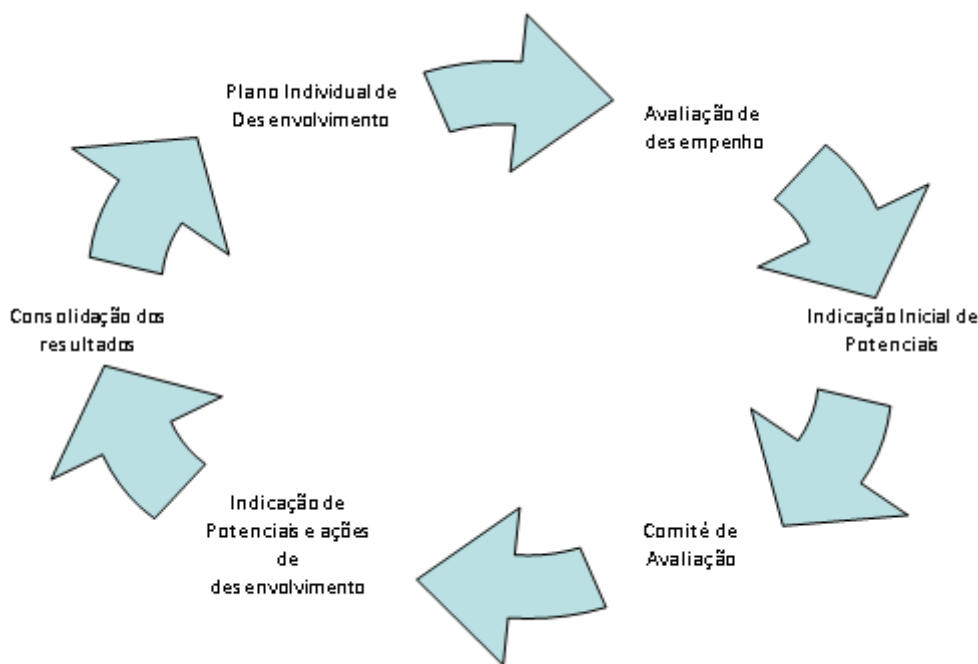 Plano Individual de
Desenvolvimento
Avaliação de
desempenho
Indicação Inicial de
Potenciais
Comité de
Avaliação
Indicação de
Potenciais e ações
de
desenvolvimento
Consolidação dos
resultados